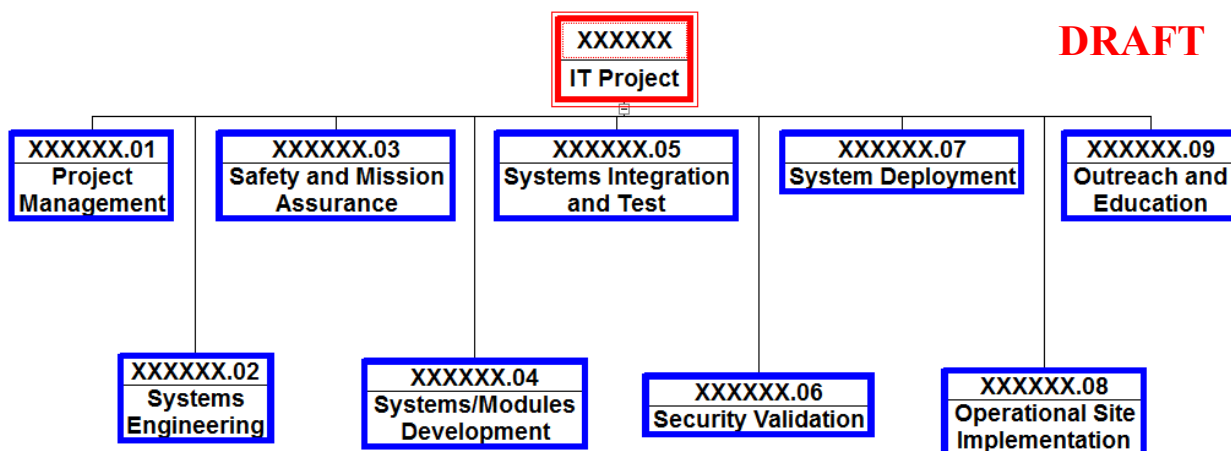 XXXXXX
IT Project
DRAFT
XXXXXX.01
Project
Management
XXXXXX.03
Safety and Mission
Assurance
XXXXXX.05
Systems Integration
and Test
XXXXXX.07
System Deployment
XXXXXX.09
Outreach and
Education
XXXXXX.02
Systems
Engineering
XXXXXX.04
Systems/Modules
Development
XXXXXX.06
Security Validation
XXXXXX.08
Operational Site
Implementation